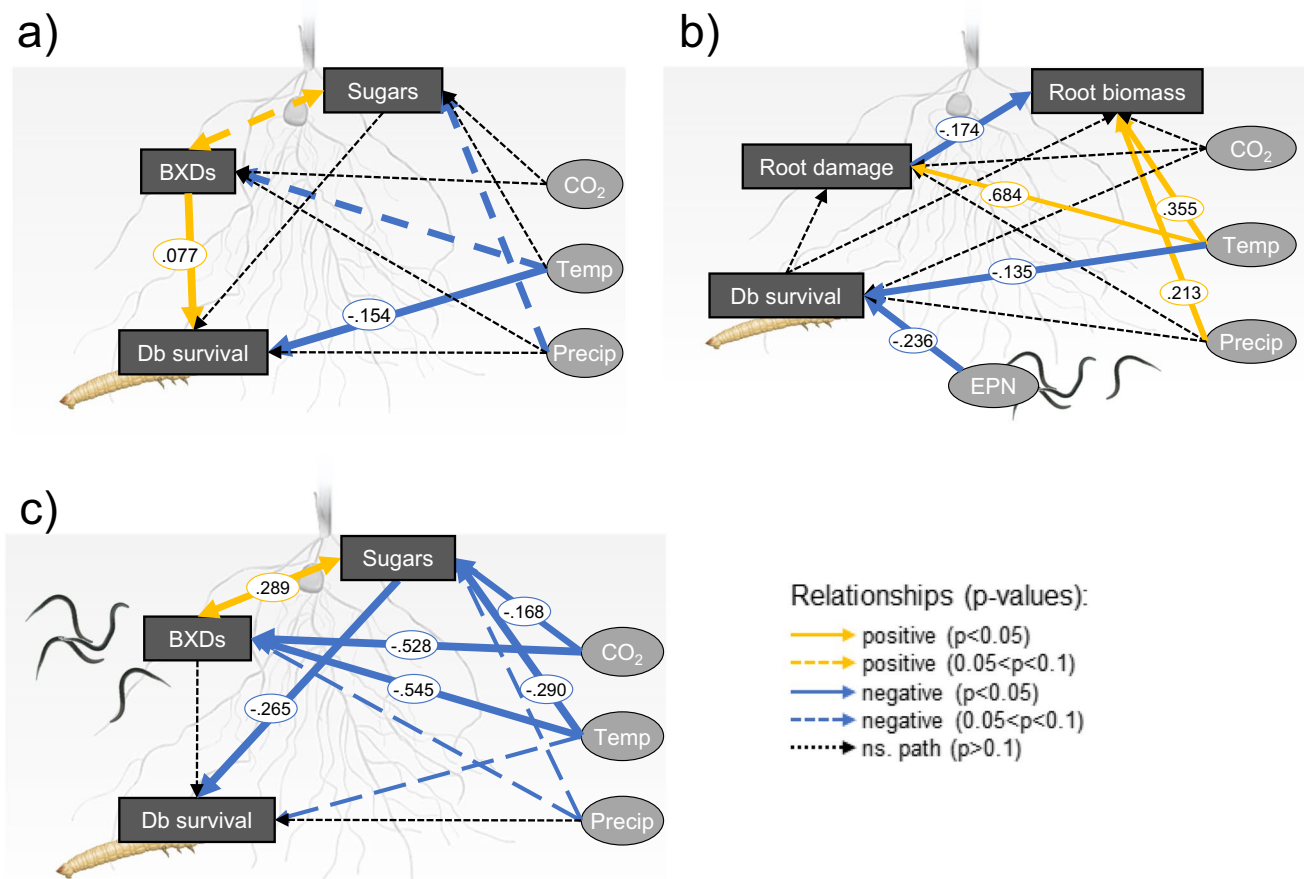 a)
Sugars
BXDs
CO₂
.077
Temp
-.154
Db survival
Precip
b)
Root biomass
-.174
CO₂
Root damage
.684
.355
Temp
-.135
Db survival
.213
Precip
-.236
EPN
c)
Sugars
.289
-.168
BXDs
-.528
CO₂
-.545
-.290
-.265
Temp
Db survival
Precip
Relationships (p-values):
positive (p<0.05)
positive (0.05<p<0.1)
negative (p<0.05)
negative (0.05<p<0.1)
ns. path (p>0.1)